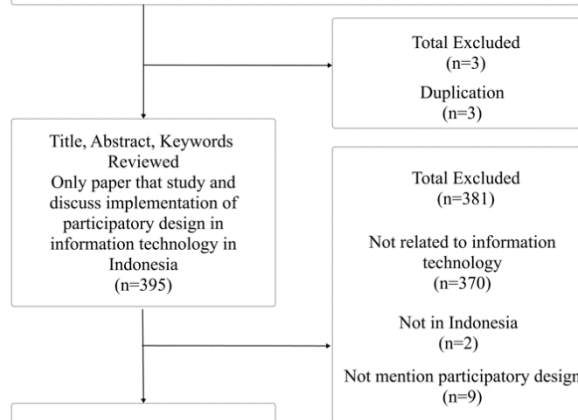 Total Excluded
(n=3)
Duplication
(n=3)
Title, Abstract, Keywords
Reviewed
Only paper that study and
discuss implementation of
participatory design in
information technology in
Indonesia
(n=395)
Total Excluded
(n=381)
Not related to information
technology
(n=370)
Not in Indonesia
(n=2)
Not mention participatory design
(n=9)